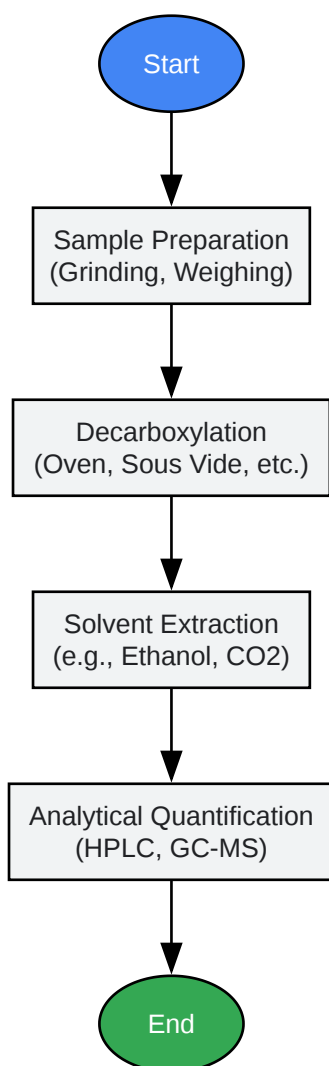 Start
Sample Preparation
(Grinding, Weighing)
Decarboxylation
(Oven, Sous Vide, etc.)
Solvent Extraction
(e.g., Ethanol, CO2)
Analytical Quantification
(HPLC, GC-MS)
End